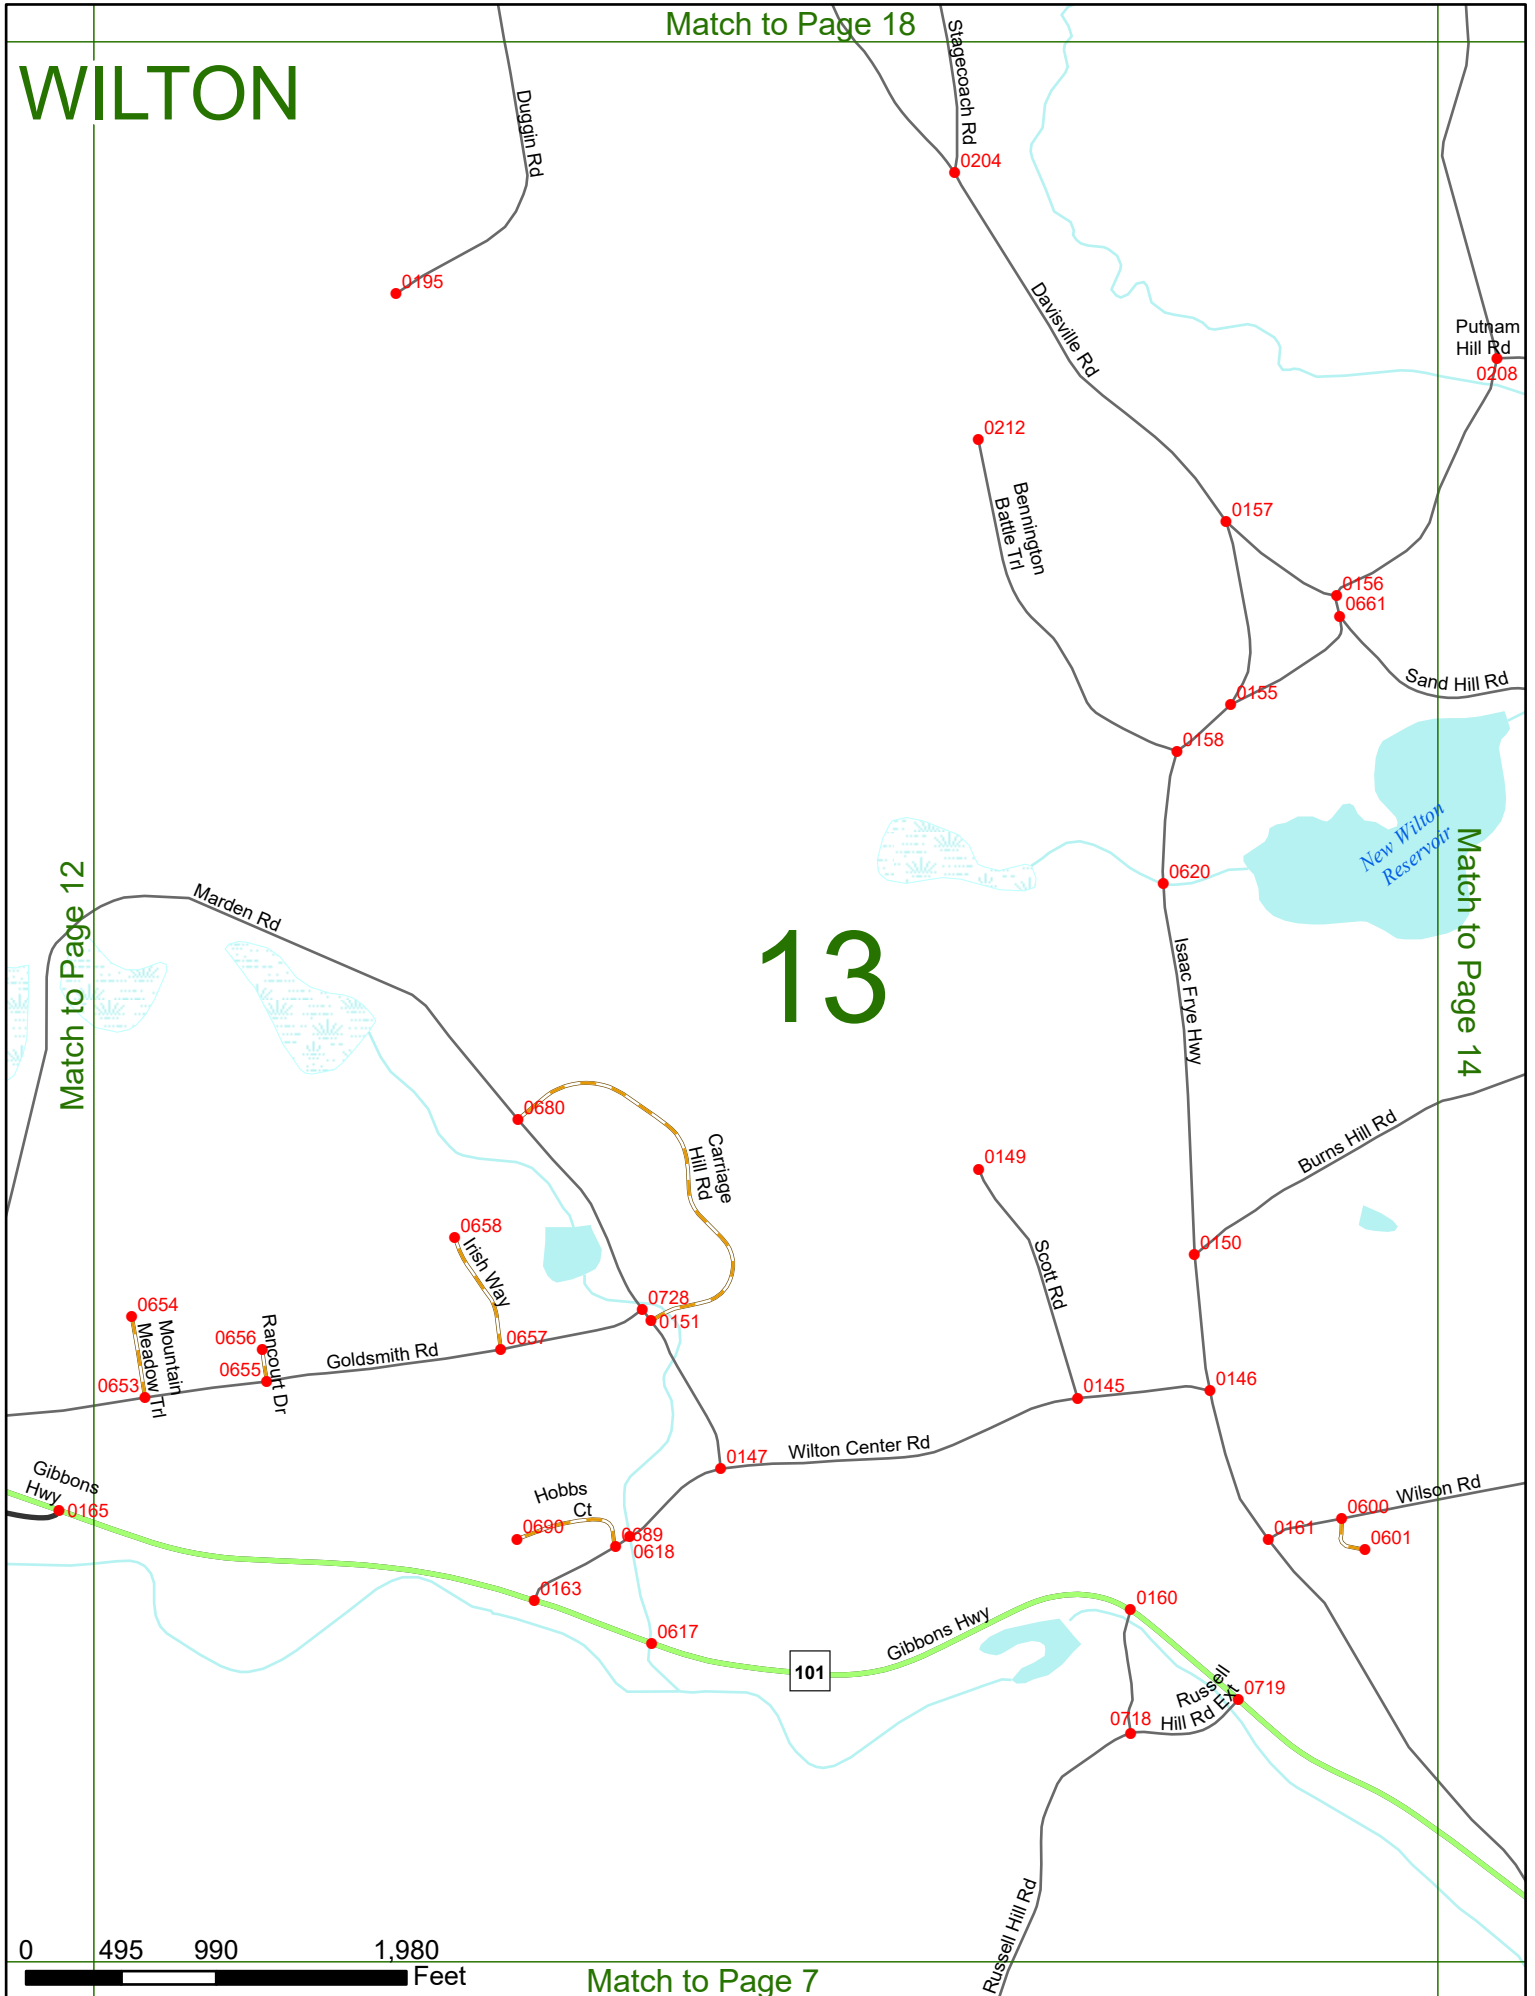 Match to Page 18
WILTON
Stagecoach Rd
Duggin Rd
0204
0195
Davisville Rd
Putnam
Hill Rd
0208
0212
Bennington
Battle Trl
0157
0156
0661
Sand Hill Rd
0155
0158
New Wilton
Reservoir
Match to Page 12
Match to Page 14
Marden Rd
0620
13
Isaac Frye Hwy
0680
Carriage
Hill Rd
Burns Hill Rd
0149
0658
Irish Way
0150
Scott Rd
0654
Mountain
Meadow Trl
0728
0151
0656
Rancourt Dr
0657
Goldsmith Rd
0655
0653
0145
0146
0147
Wilton Center Rd
Gibbons
Hwy
0165
Hobbs
Ct
0690
0689
0618
0600
Wilson Rd
0161
0601
0163
0160
0617
Gibbons Hwy
101
Russell
Hill Rd Ext
0719
0718
Russell Hill Rd
0 495 990 1,980
Feet
Match to Page 7